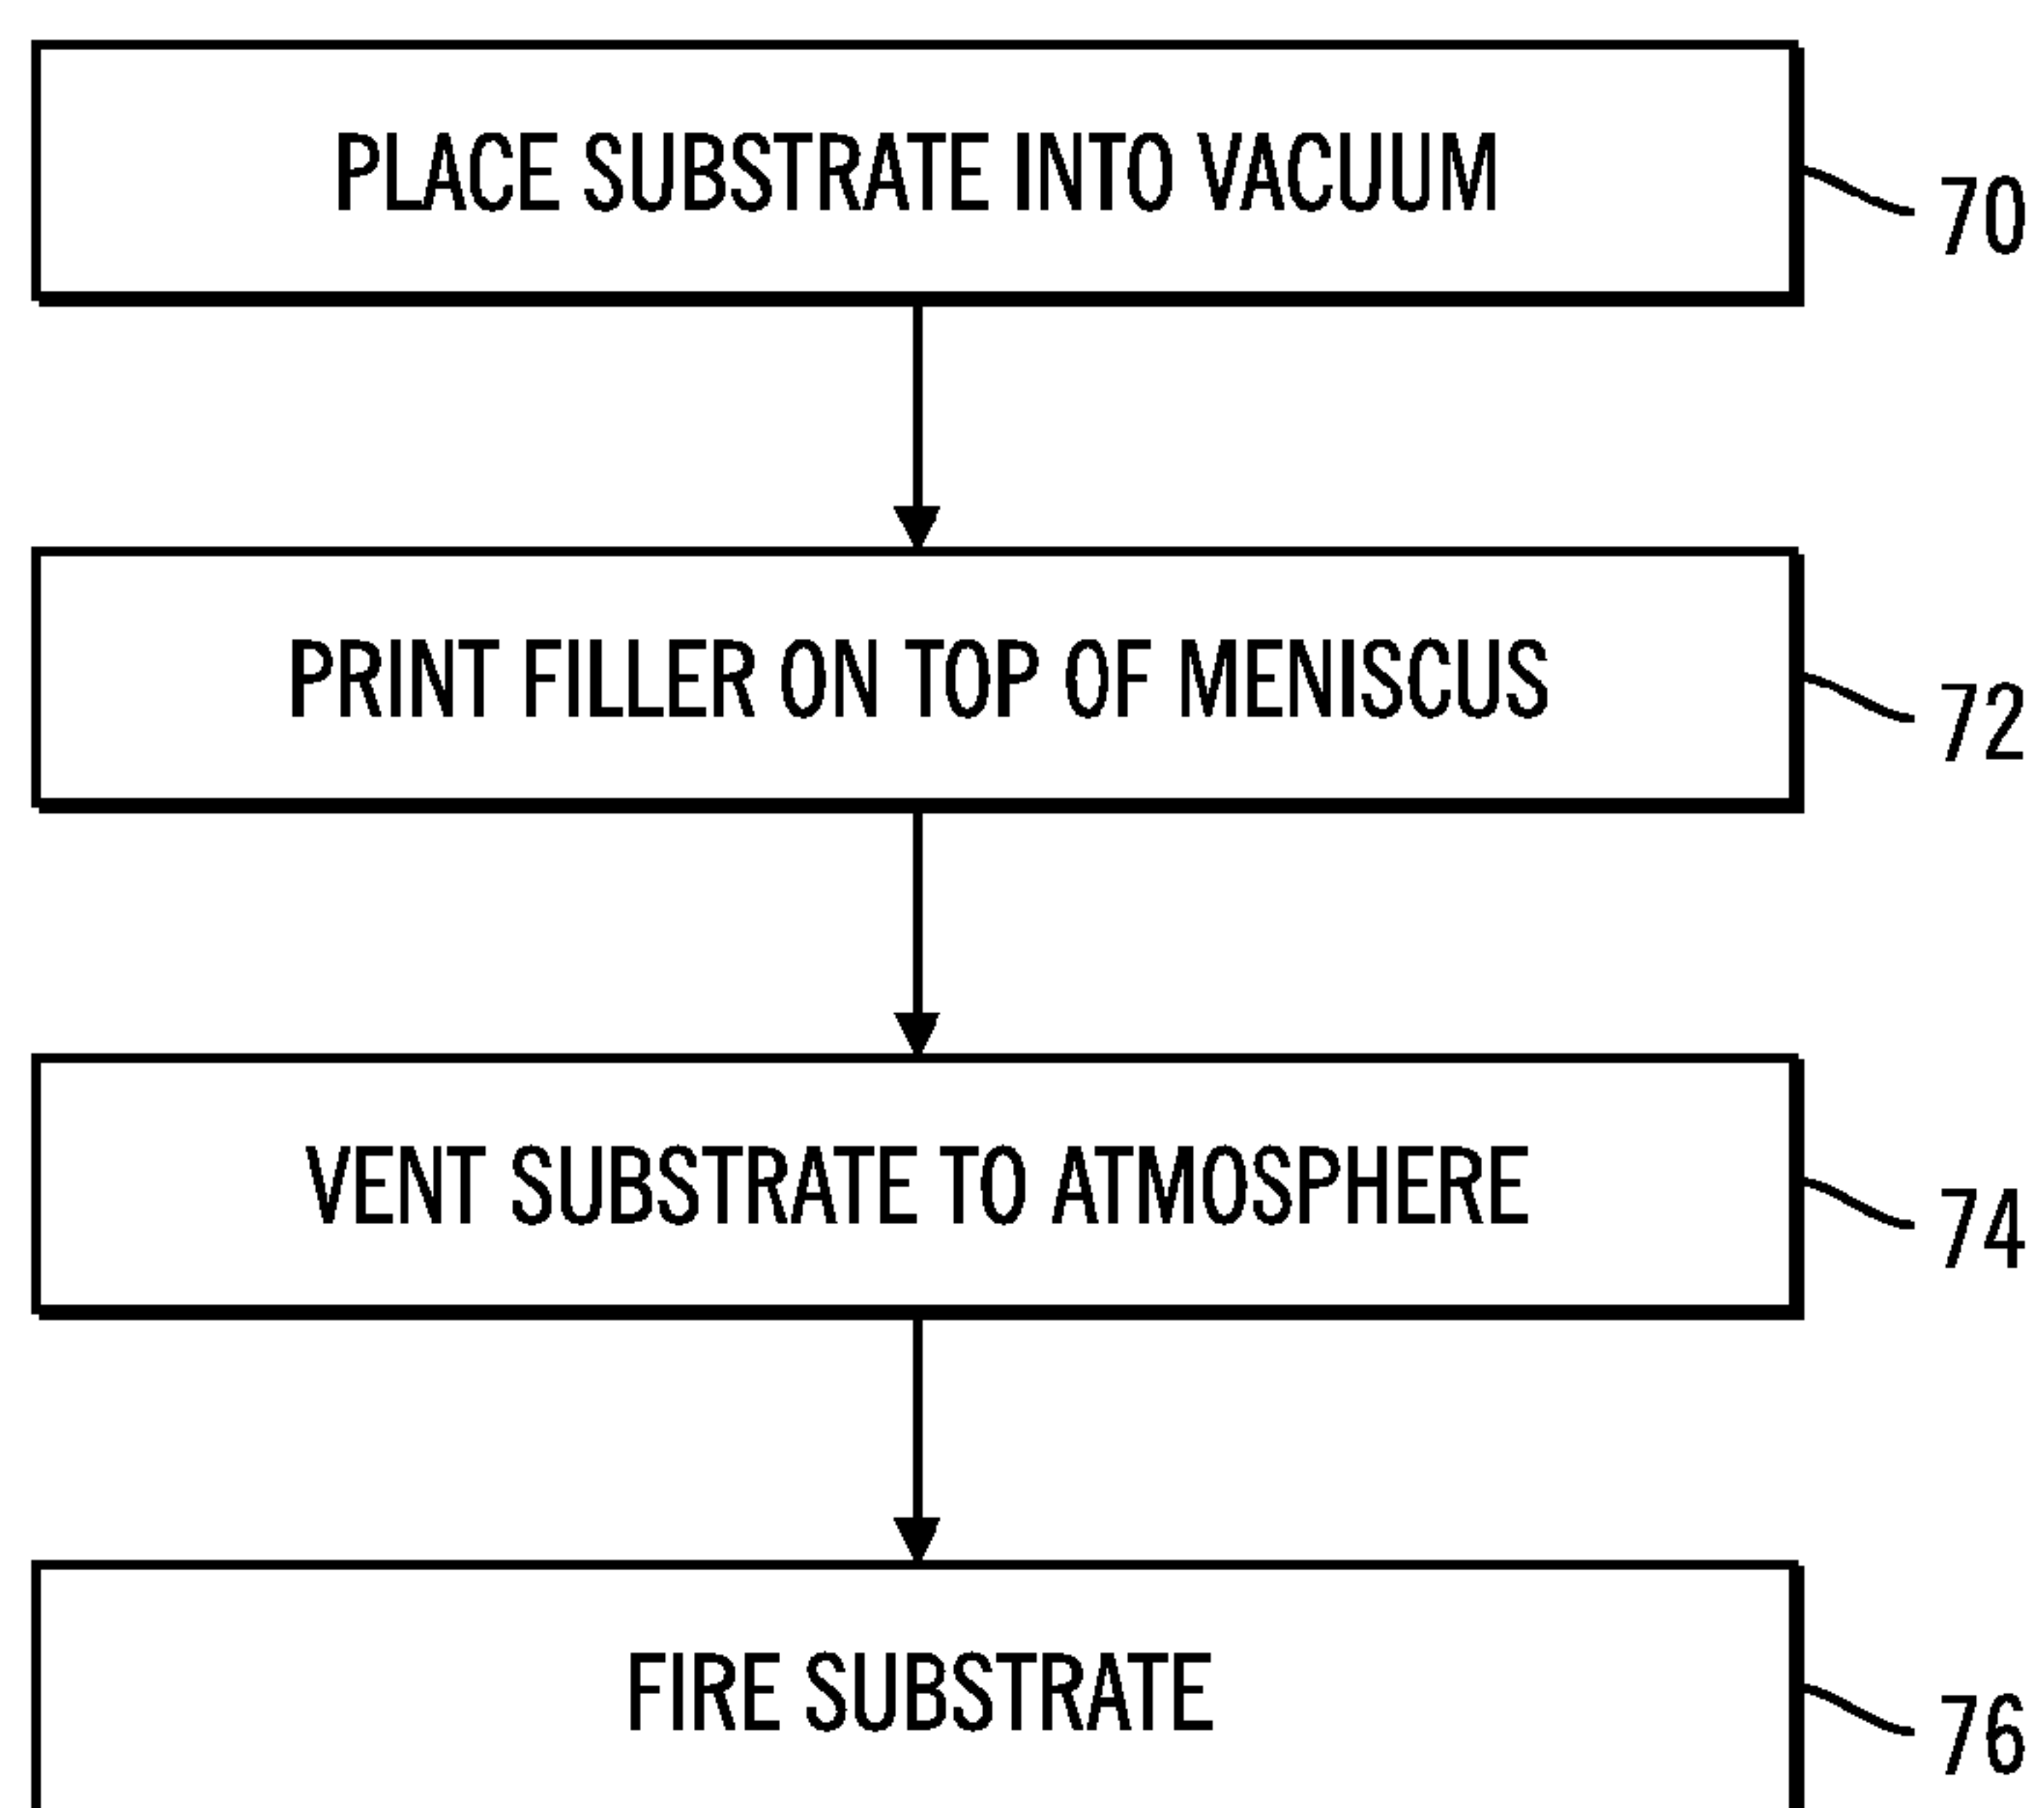 PLACE SUBSTRATE INTO VACUUM
70
PRINT FILLER ON TOP OF MENISCUS
72
VENT SUBSTRATE TO ATMOSPHERE
74
FIRE SUBSTRATE
76